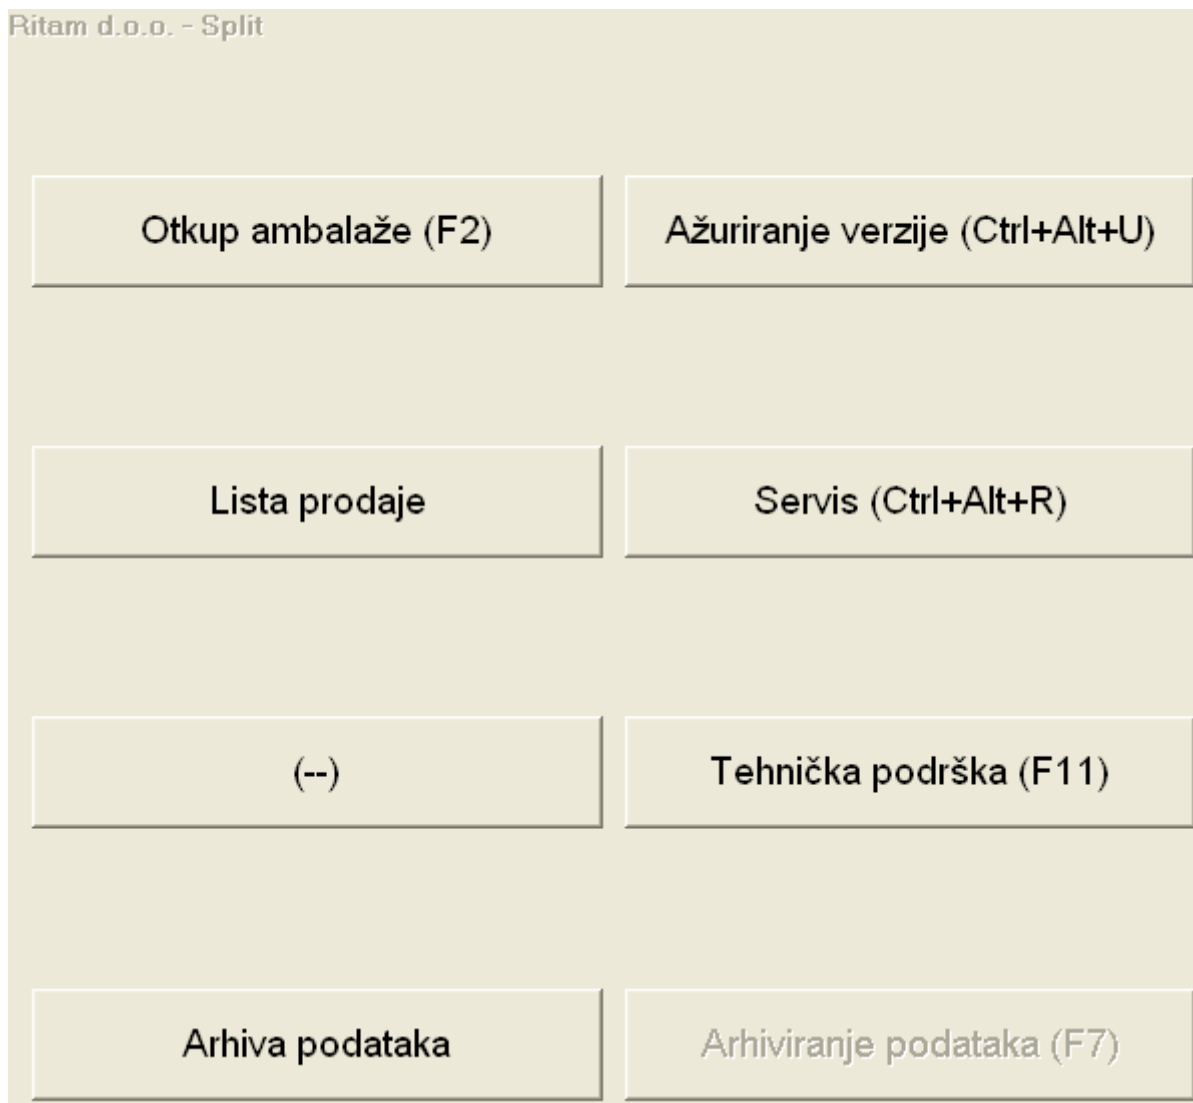 Ritam d.o.o. - Split
Otkup ambalaže (F2)
Ažuriranje verzije (Ctrl+Alt+U)
Lista prodaje
Servis (Ctrl+Alt+R)
(--)
Tehnička podrška (F11)
Arhiva podataka
Arhiviranje podataka (F7)